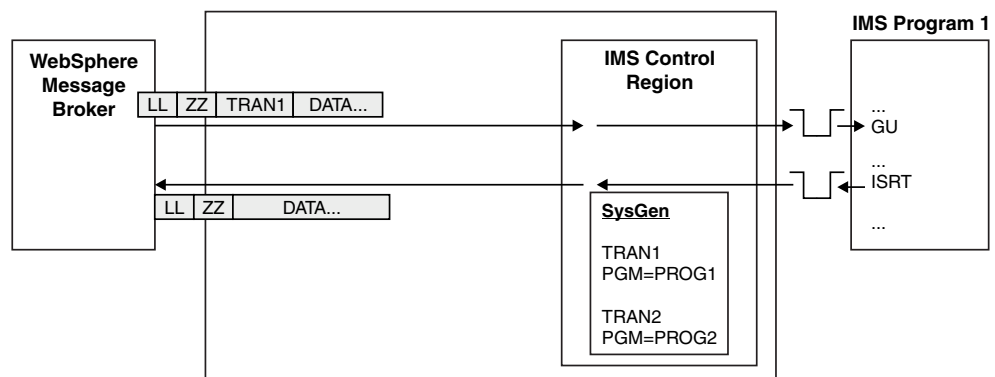 WebSphere
Message
Broker
LL ZZ TRAN1 DATA...
LL ZZ DATA...
IMS Control
Region
SysGen
TRAN1
PGM=PROG1
TRAN2
PGM=PROG2
IMS Program 1
...
GU
...
ISRT
...